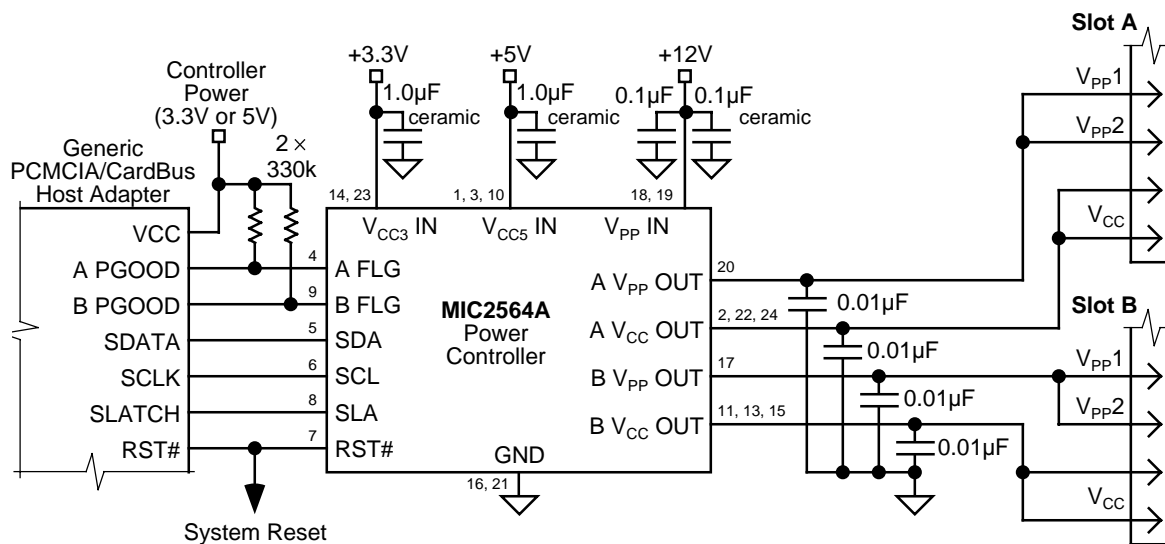 Slot A
+3.3V
+5V
+12V
Controller
Power
(3.3V or 5V)
1.0µF
ceramic
1.0µF
ceramic
0.1µF
0.1µF
ceramic
VPP1
VPP2
VCC
2 ×
330k
Generic
PCMCIA/CardBus
Host Adapter
14, 23
1, 3, 10
18, 19
VCC3 IN
VCC5 IN
VPP IN
VCC
A PGOOD
4
A FLG
B PGOOD
9
B FLG
SDATA
5
SDA
SCLK
6
SCL
SLATCH
8
SLA
RST#
7
RST#
MIC2564A
Power
Controller
A VPP OUT
20
0.01µF
A VCC OUT
2, 22, 24
0.01µF
B VPP OUT
17
0.01µF
B VCC OUT
11, 13, 15
0.01µF
GND
16, 21
System Reset
Slot B
VPP1
VPP2
VCC